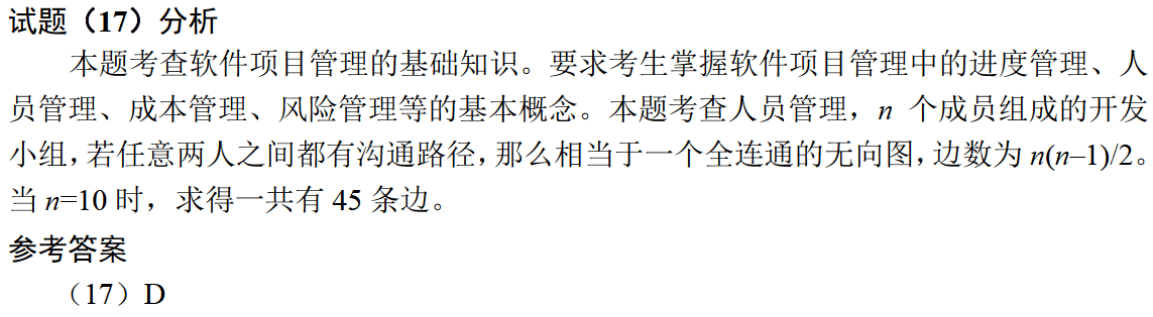 试题（17）分析
本题考查软件项目管理的基础知识。要求考生掌握软件项目管理中的进度管理、人
员管理、成本管理、风险管理等的基本概念。本题考查人员管理，n 个成员组成的开发
小组，若任意两人之间都有沟通路径，那么相当于一个全连通的无向图，边数为 n(n–1)/2。
当 n=10 时，求得一共有 45 条边。
参考答案
（17）D